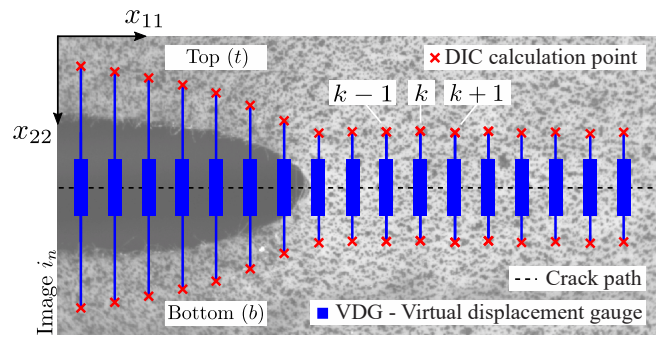 x₁₁
Top (t)
× DIC calculation point
k − 1
k
k + 1
x₂₂
Image iₙ
Crack path
Bottom (b)
VDG - Virtual displacement gauge